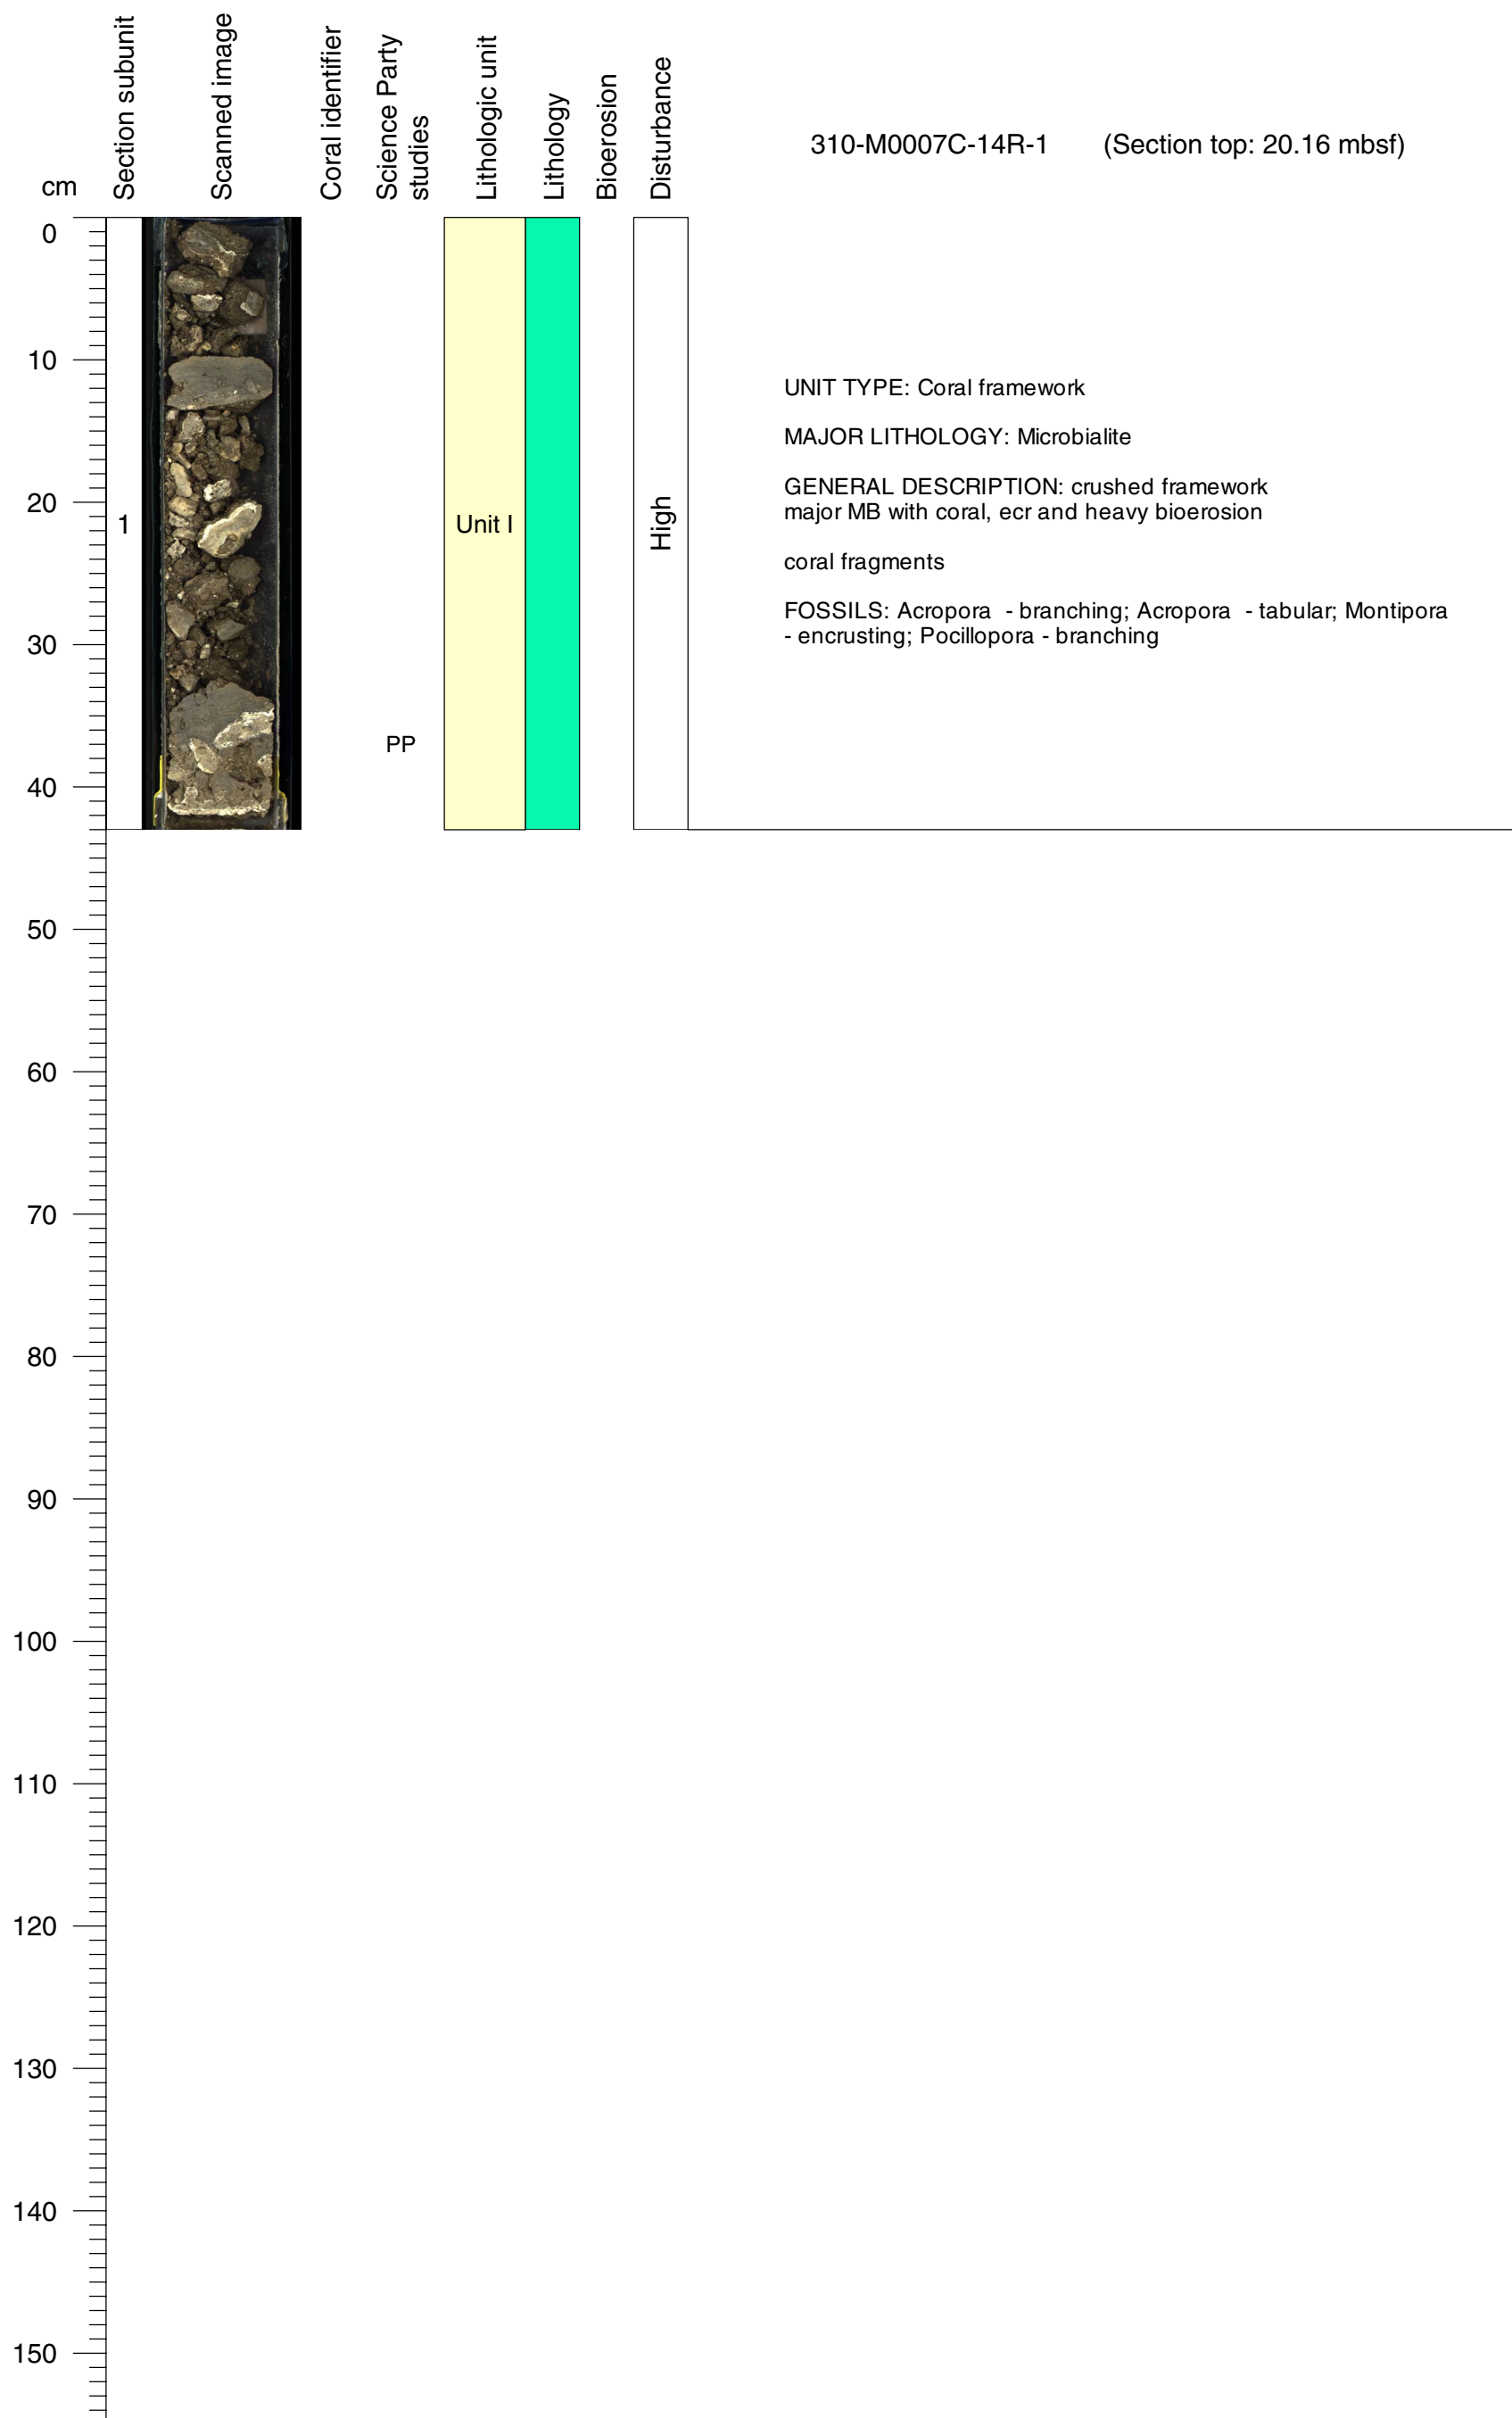 Section subunit
Scanned image
Coral identifier
Science Party
studies
Lithologic unit
Lithology
Bioerosion
Disturbance
310-M0007C-14R-1 (Section top: 20.16 mbsf)
cm
0
10
20
30
40
50
60
70
80
90
100
110
120
130
140
150
1
PP
Unit I
High
UNIT TYPE: Coral framework
MAJOR LITHOLOGY: Microbialite
GENERAL DESCRIPTION: crushed framework
major MB with coral, ecr and heavy bioerosion
coral fragments
FOSSILS: Acropora - branching; Acropora - tabular; Montipora
- encrusting; Pocillopora - branching